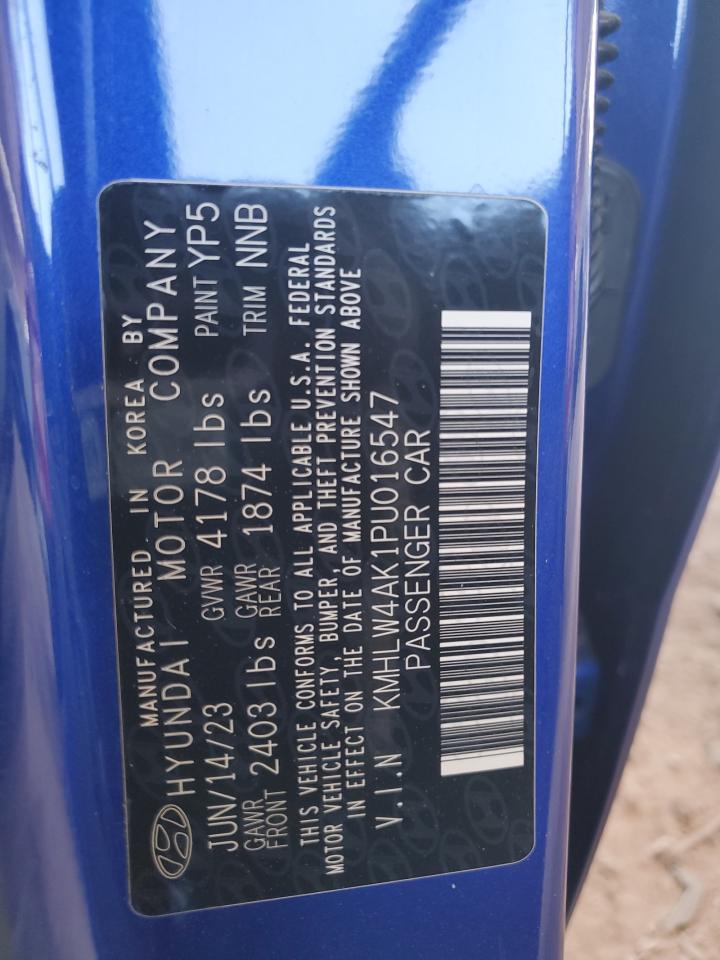 MANUFACTURED IN KOREA BY
HYUNDAI MOTOR COMPANY
JUN/14/23 GVWR 4178 lbs PAINT YP5
GAWR FRONT 2403 lbs GAWR REAR 1874 lbs TRIM NNB
THIS VEHICLE CONFORMS TO ALL APPLICABLE U.S.A. FEDERAL
MOTOR VEHICLE SAFETY, BUMPER, AND THEFT PREVENTION STANDARDS
IN EFFECT ON THE DATE OF MANUFACTURE SHOWN ABOVE
V.I.N KMHLW4AK1PU016547
PASSENGER CAR